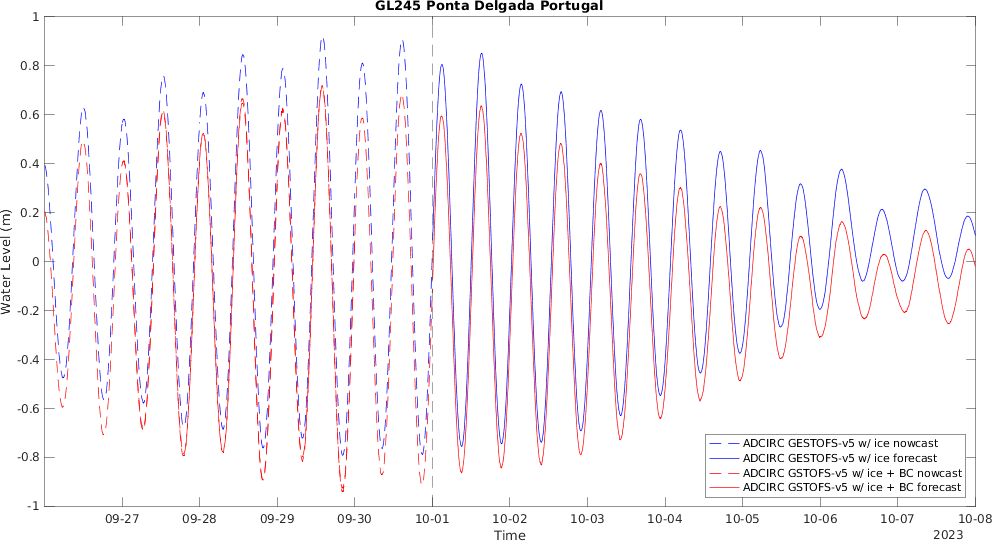 GL245 Ponta Delgada Portugal
1
0.8
0.6
0.4
0.2
0
-0.2
-0.4
-0.6
-0.8
-1
Water Level (m)
ADCIRC GESTOFS-v5 w/ ice nowcast
ADCIRC GESTOFS-v5 w/ ice forecast
ADCIRC GSTOFS-v5 w/ ice + BC nowcast
ADCIRC GSTOFS-v5 w/ ice + BC forecast
09-27 09-28 09-29 09-30 10-01 10-02 10-03 10-04 10-05 10-06 10-07 10-08
Time
2023